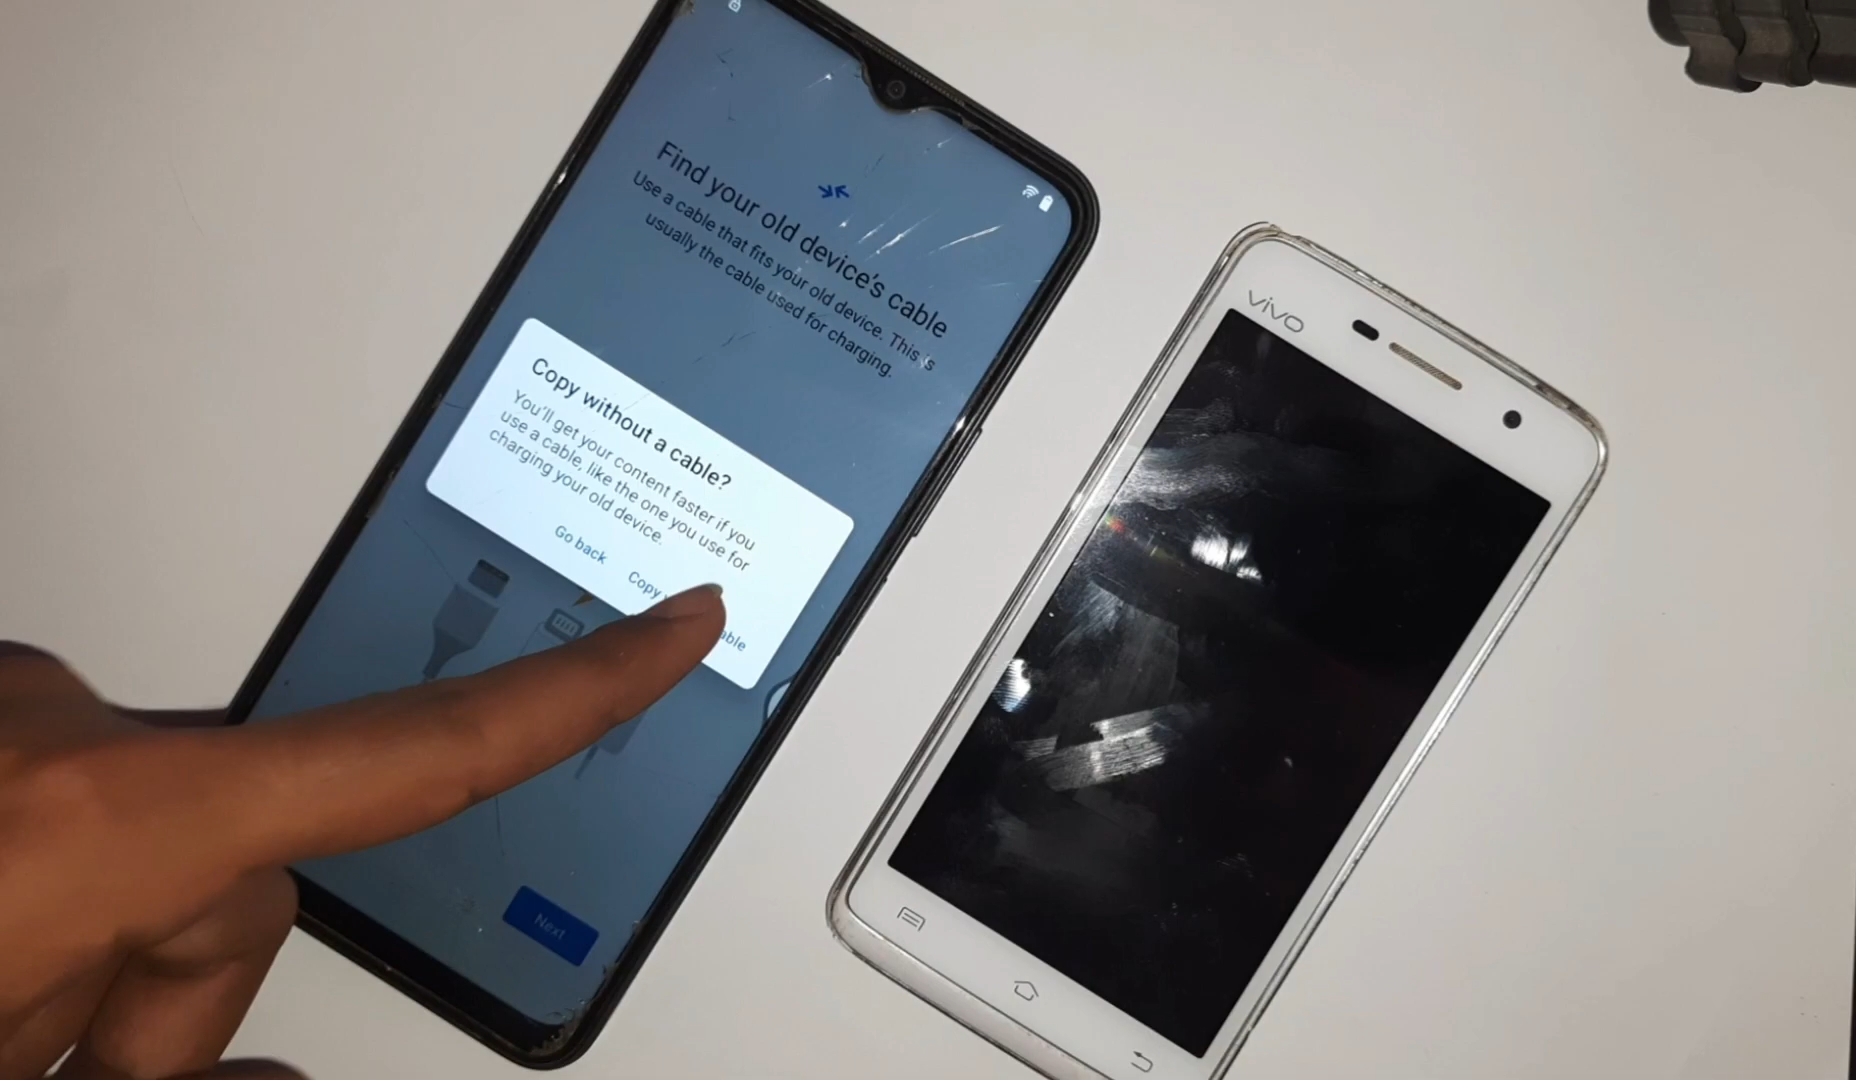 Find your old device's cable
Use a cable that fits your old device. This is
usually the cable used for charging.
Copy without a cable?
You'll get your content faster if you
use a cable, like the one you use for
charging your old device.
Go back
Copy
able
Next
vivo